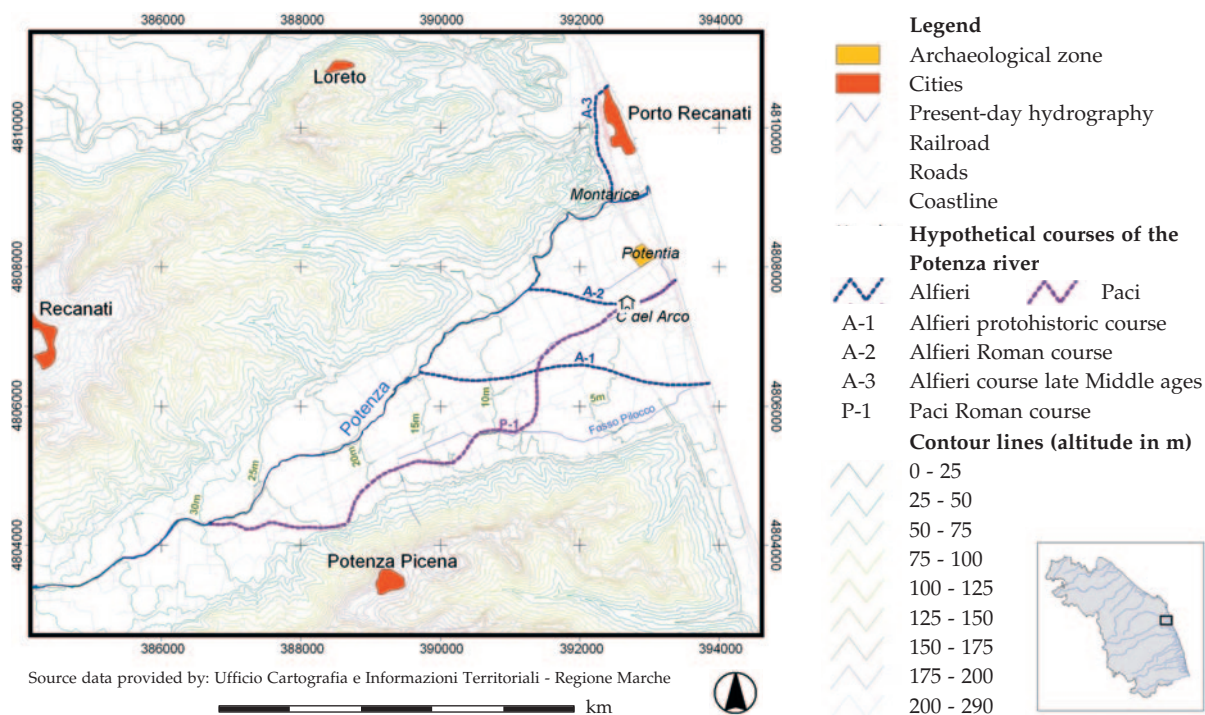 386000 388000 390000 392000 394000
4810000
4808000
4806000
4804000
Loreto
A-3
Porto Recanati
4810000
Montarice
Potentia
4808000
Recanati
A-2
C del Arco
A-1
Potenza
10m
5m
4806000
15m
P-1
Fosso Pilocco
20m
25m
30m
4804000
Potenza Picena
386000 388000 390000 392000 394000
Source data provided by: Ufficio Cartografia e Informazioni Territoriali - Regione Marche
km
Legend
Archaeological zone
Cities
Present-day hydrography
Railroad
Roads
Coastline
Hypothetical courses of the
Potenza river
Alfieri Paci
A-1 Alfieri protohistoric course
A-2 Alfieri Roman course
A-3 Alfieri course late Middle ages
P-1 Paci Roman course
Contour lines (altitude in m)
0 - 25
25 - 50
50 - 75
75 - 100
100 - 125
125 - 150
150 - 175
175 - 200
200 - 290